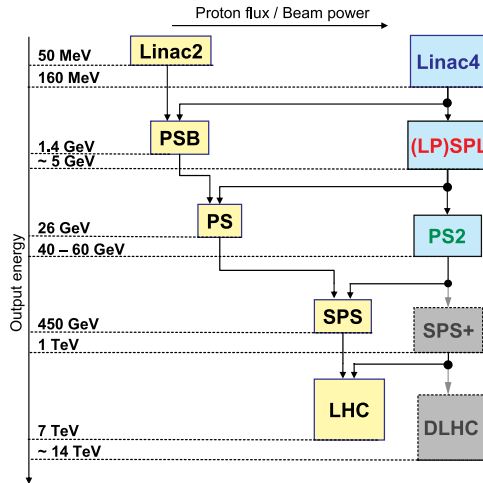 Proton flux / Beam power
Linac2
Linac4
50 MeV
160 MeV
PSB
(LP)SPL
1.4 GeV
~ 5 GeV
PS
PS2
26 GeV
40 – 60 GeV
Output energy
SPS
SPS+
450 GeV
1 TeV
LHC
DLHC
7 TeV
~ 14 TeV